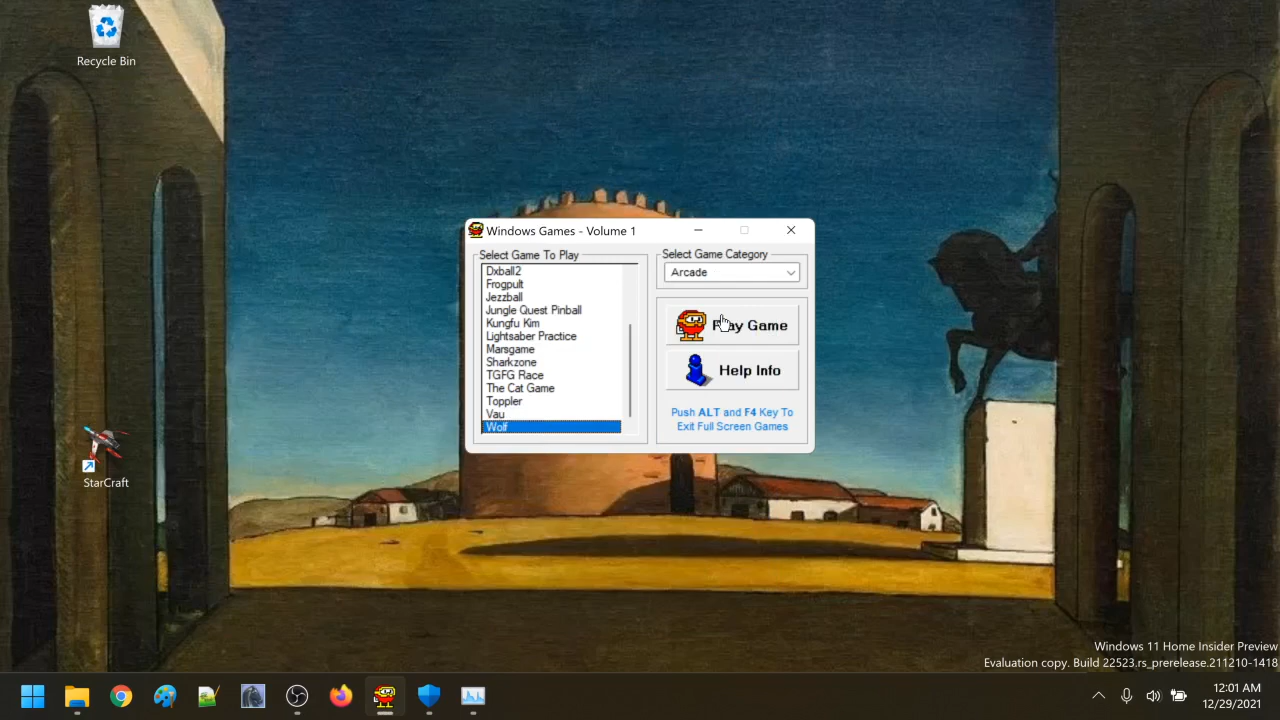 Recycle Bin
StarCraft
Windows Games - Volume 1
Select Game To Play
Dxball2
Frogpult
Jezzball
Jungle Quest Pinball
Kungfu Kim
Lightsaber Practice
Marsgame
Sharkzone
TGFG Race
The Cat Game
Toppler
Vau
Wolf
Select Game Category
Arcade
Play Game
Help Info
Push ALT and F4 Key To
Exit Full Screen Games
Windows 11 Home Insider Preview
Evaluation copy. Build 22523.rs_prerelease.211210-1418
12:01 AM
12/29/2021